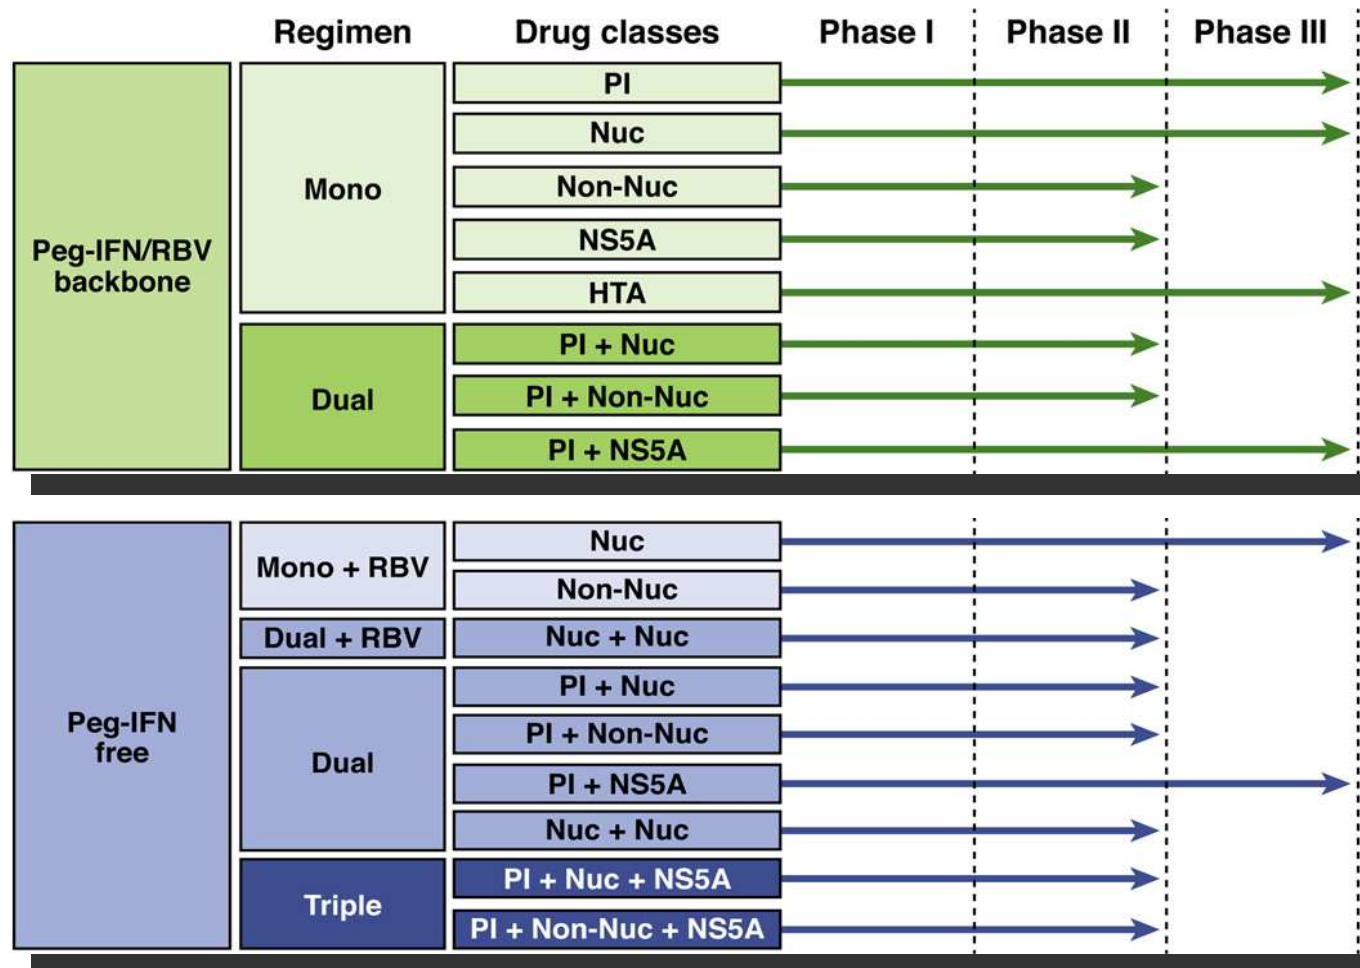 Regimen Drug classes Phase I Phase II Phase III
Peg-IFN/RBV
backbone
Mono
PI
Nuc
Non-Nuc
NS5A
HTA
Dual
PI + Nuc
PI + Non-Nuc
PI + NS5A
Peg-IFN
free
Mono + RBV
Nuc
Non-Nuc
Dual + RBV
Nuc + Nuc
Dual
PI + Nuc
PI + Non-Nuc
PI + NS5A
Nuc + Nuc
Triple
PI + Nuc + NS5A
PI + Non-Nuc + NS5A